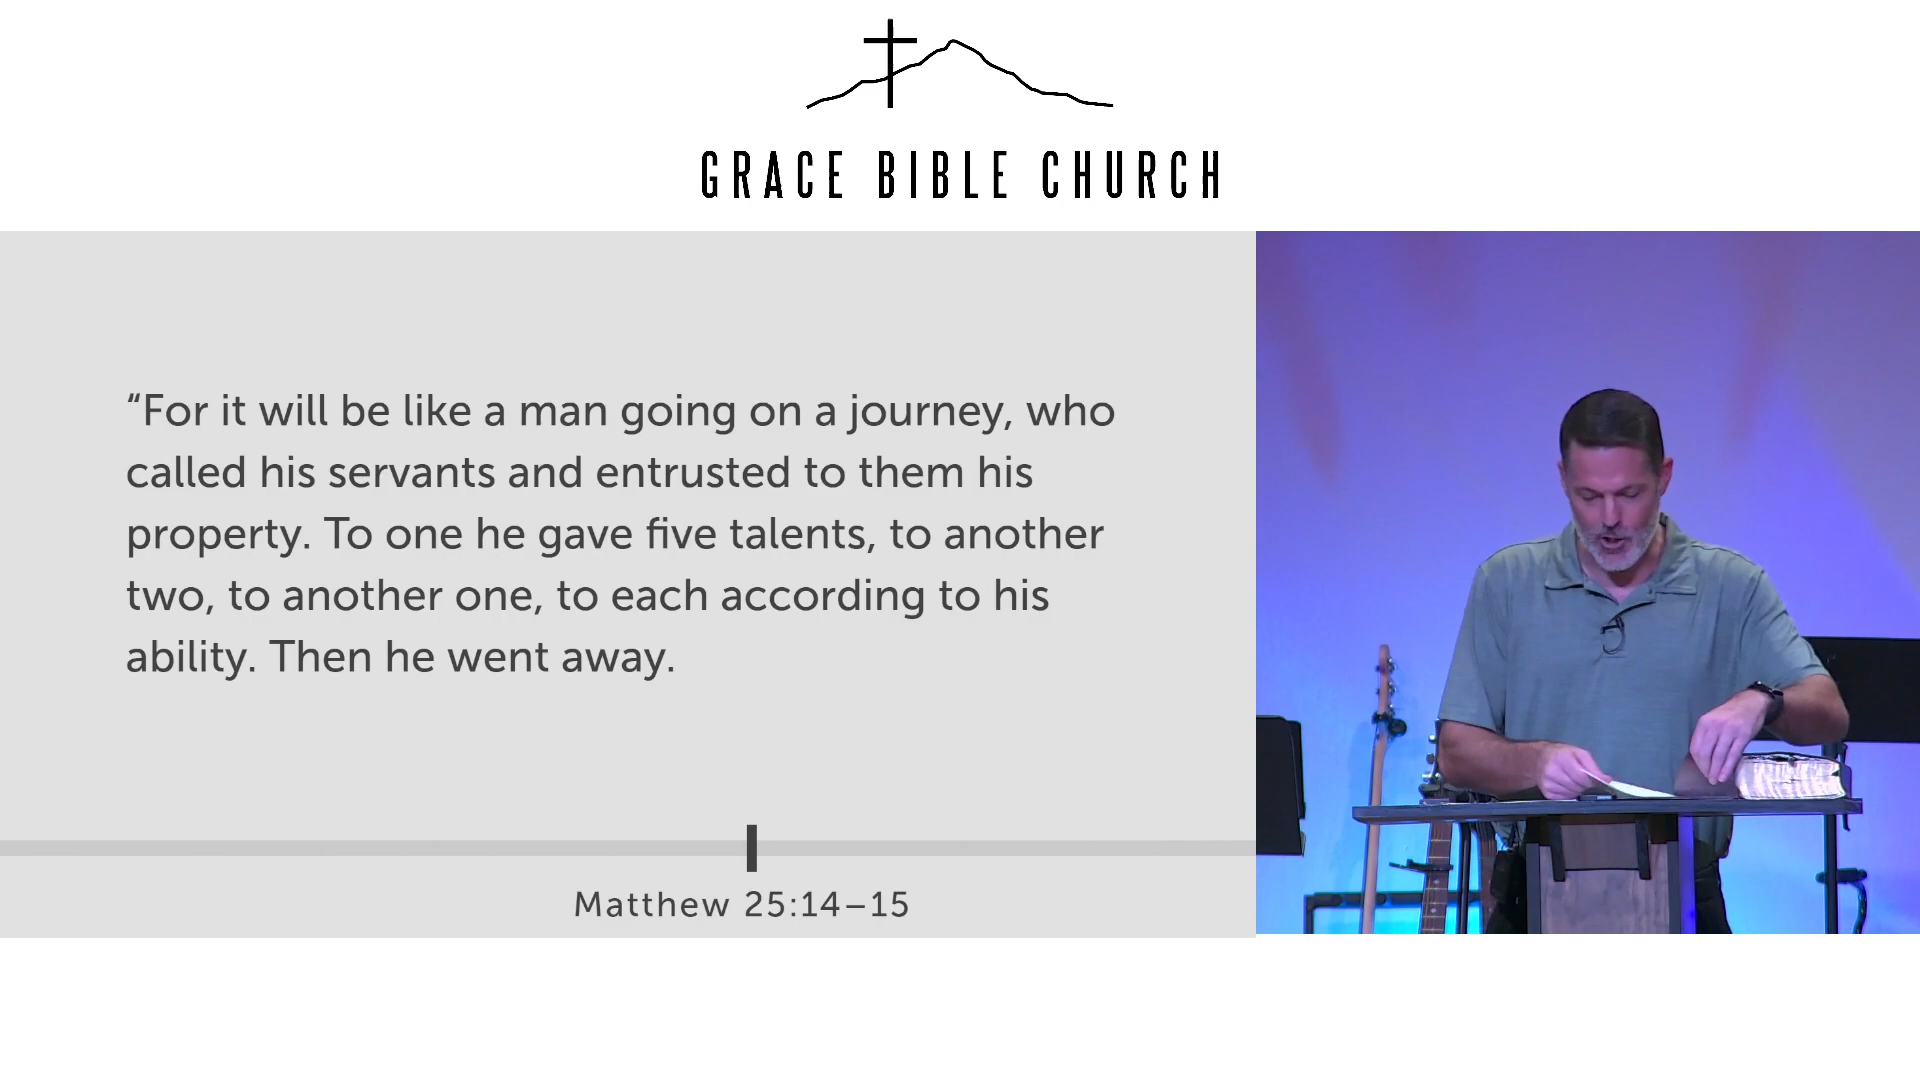 GRACE BIBLE CHURCH
“For it will be like a man going on a journey, who
called his servants and entrusted to them his
property. To one he gave five talents, to another
two, to another one, to each according to his
ability. Then he went away.
Matthew 25:14–15